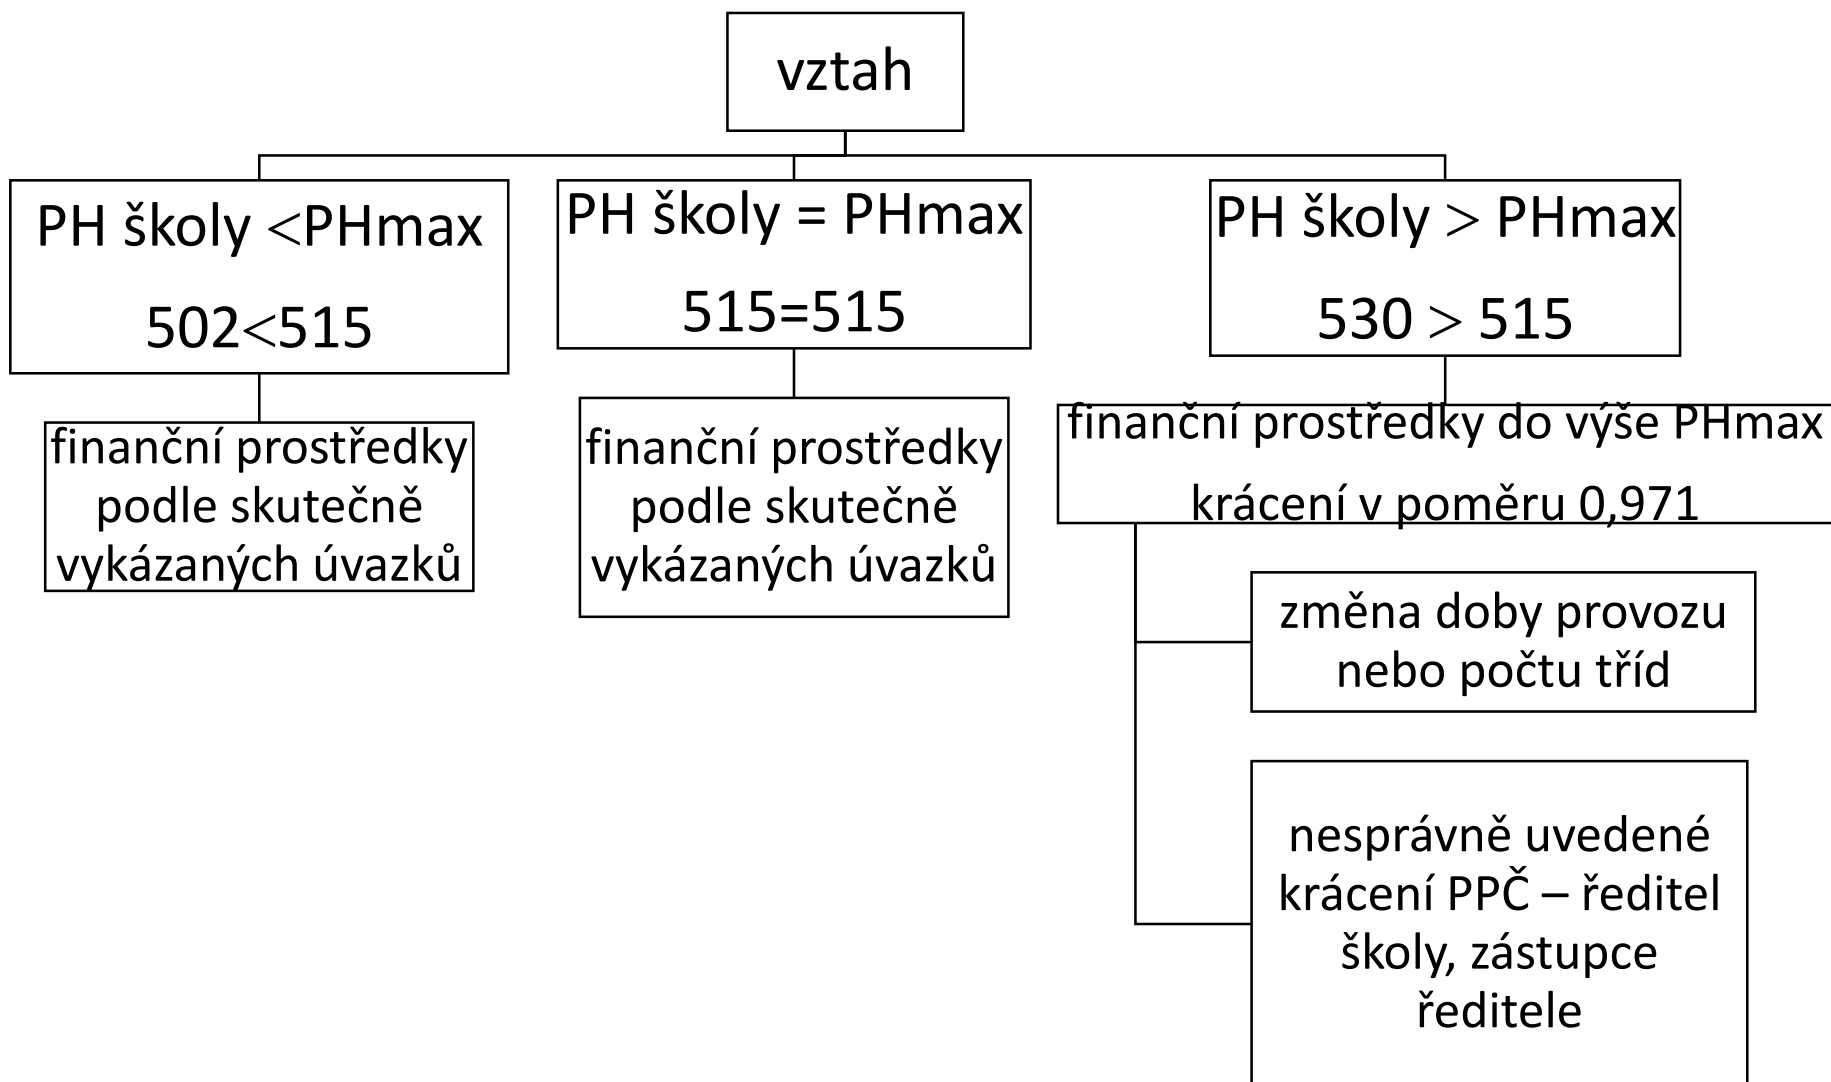 vztah
PH školy <PHmax
502<515
PH školy = PHmax
515=515
PH školy > PHmax
530 > 515
finanční prostředky
podle skutečně
vykázaných úvazků
finanční prostředky
podle skutečně
vykázaných úvazků
finanční prostředky do výše PHmax
krácení v poměru 0,971
změna doby provozu
nebo počtu tříd
nesprávně uvedené
krácení PPČ – ředitel
školy, zástupce
ředitele